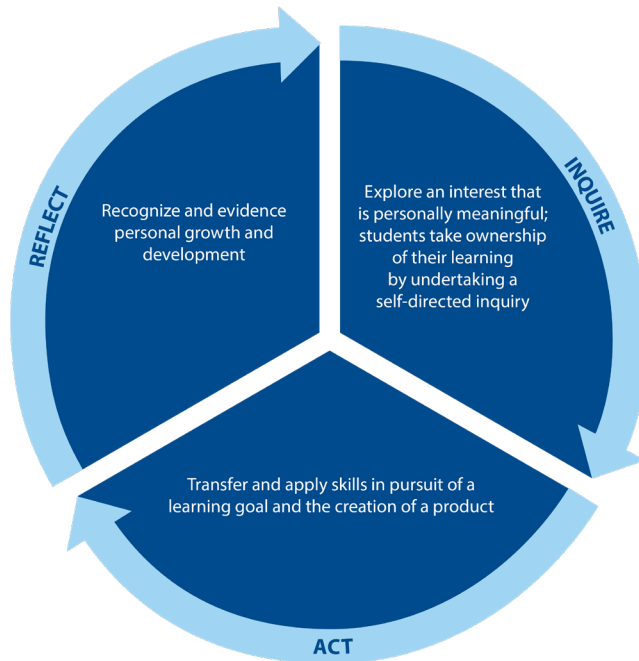 INQUIRE
Explore an interest that
is personally meaningful;
students take ownership
of their learning
by undertaking a
self-directed inquiry
ACT
Transfer and apply skills in pursuit of a
learning goal and the creation of a product
REFLECT
Recognize and evidence
personal growth and
development